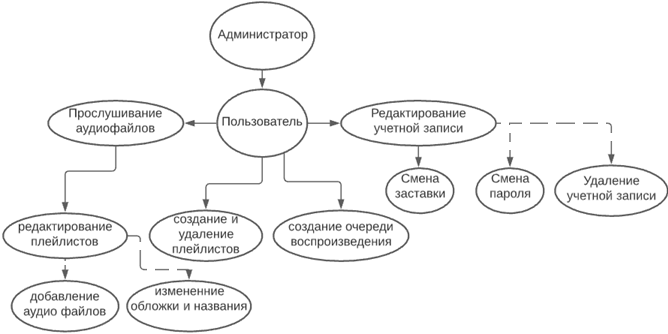 Администратор
Прослушивание
аудиофайлов
Пользователь
Редактирование
учетной записи
Смена
заставки
Смена
пароля
Удаление
учетной записи
редактирование
плейлистов
создание и
удаление
плейлистов
создание очереди
воспроизведения
добавление
аудио файлов
измененние
обложки и названия